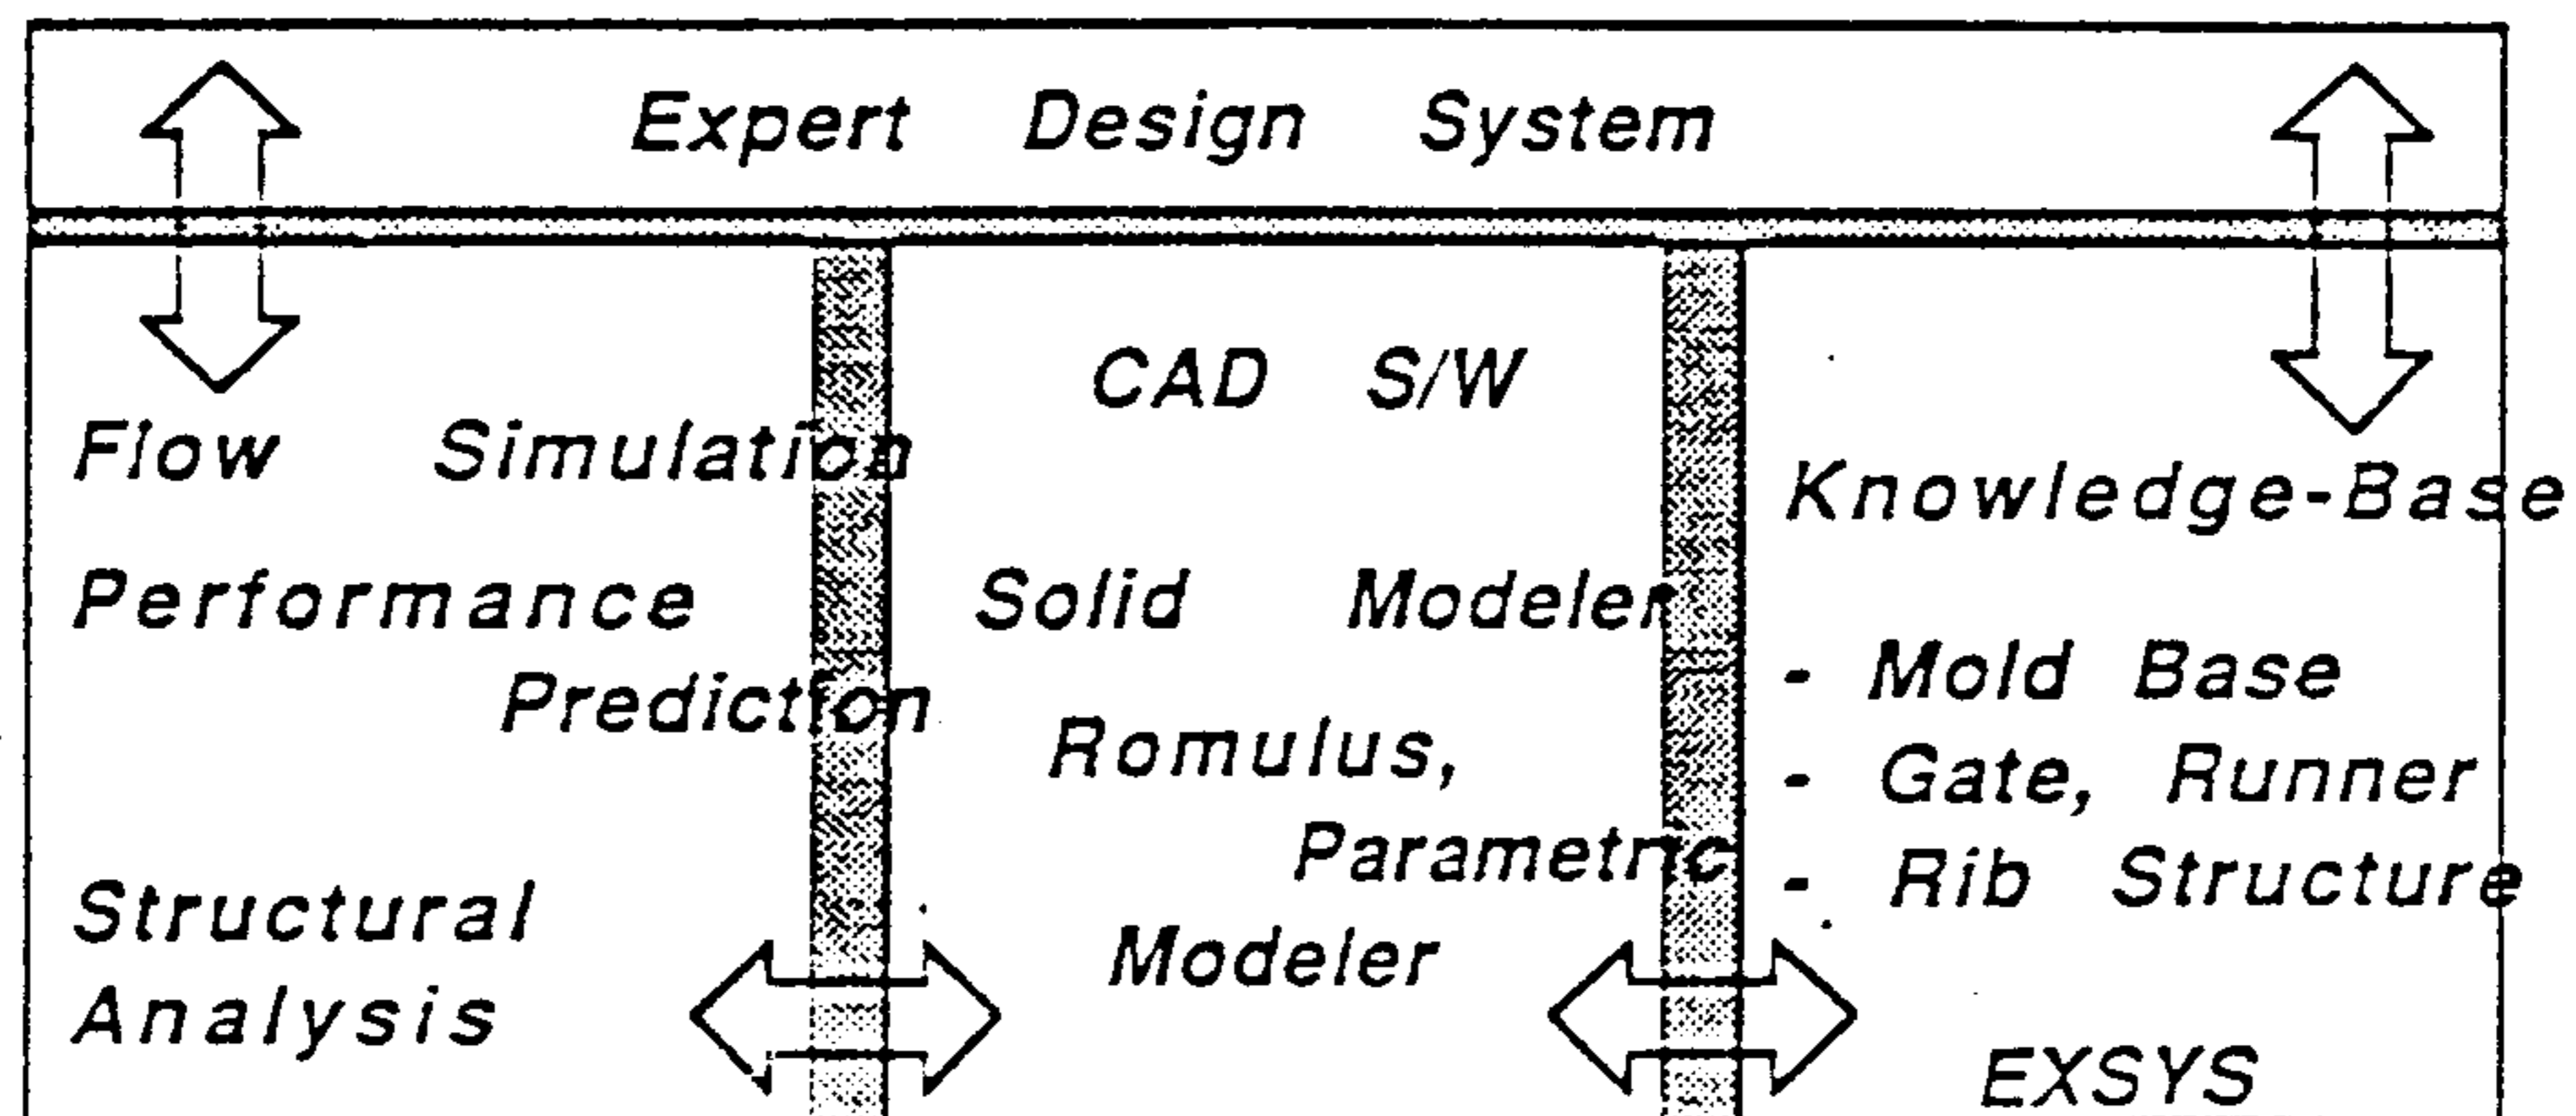 Expert Design System
Flow Simulation
Performance
Prediction
Structural
Analysis
CAD S/W
Solid Modeler
Romulus,
Parametric
Modeler
Knowledge-Base
- Mold Base
- Gate, Runner
- Rib Structure
EXSYS